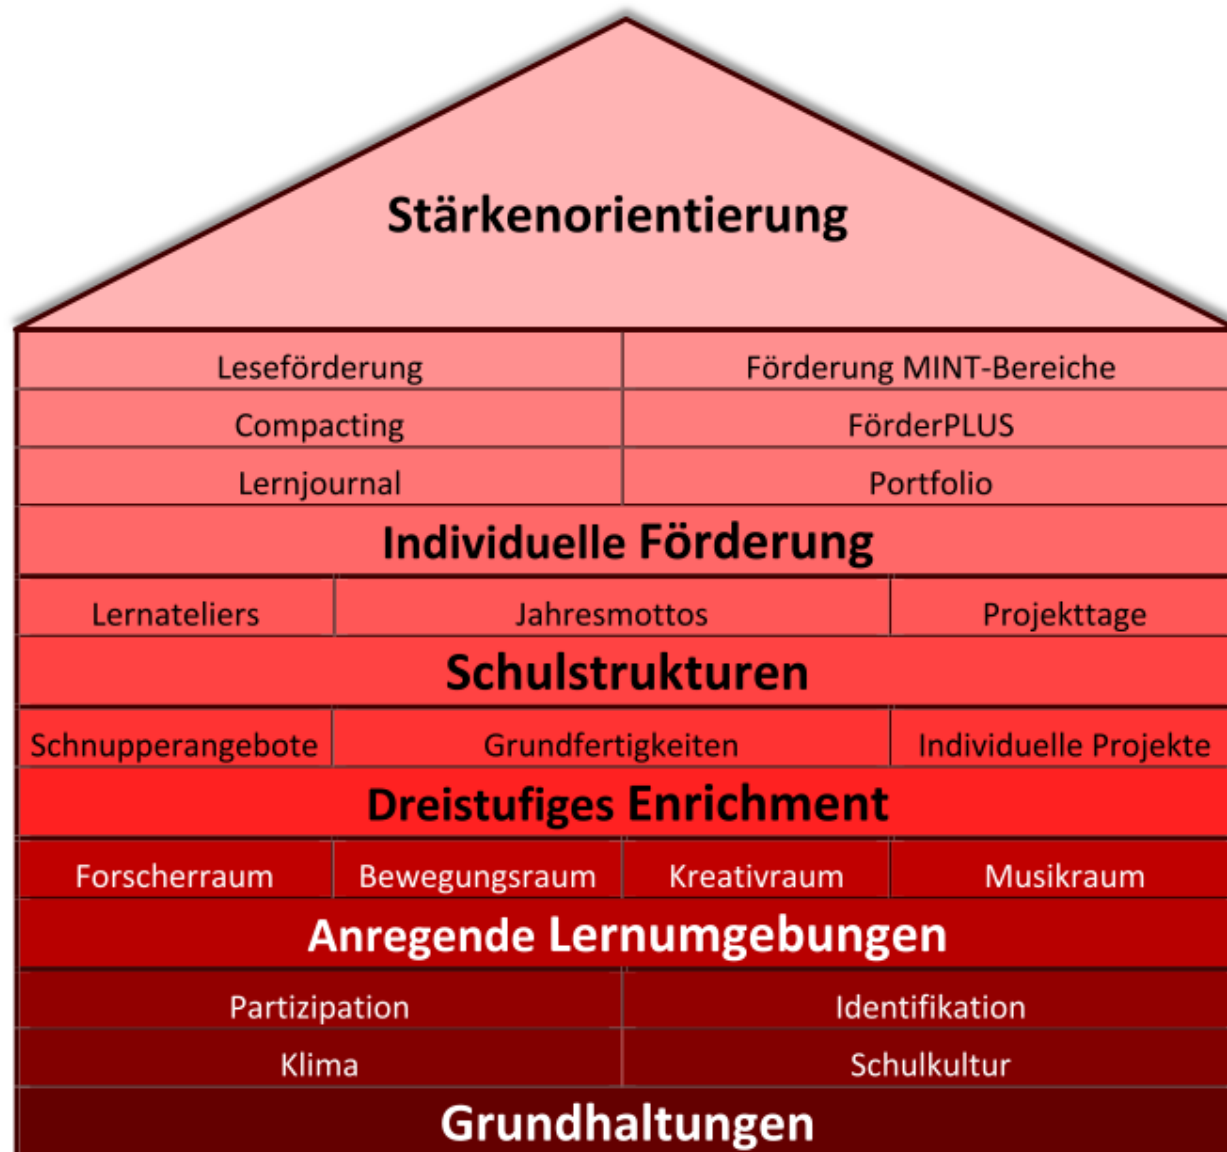 Stärkenorientierung
Leseförderung Förderung MINT-Bereiche
Compacting FörderPLUS
Lernjournal Portfolio
Individuelle Förderung
Lernateliers Jahresmottos Projekttage
Schulstrukturen
Schnupperangebote Grundfertigkeiten Individuelle Projekte
Dreistufiges Enrichment
Forscherraum Bewegungsraum Kreativraum Musikraum
Anregende Lernumgebungen
Partizipation Identifikation
Klima Schulkultur
Grundhaltungen